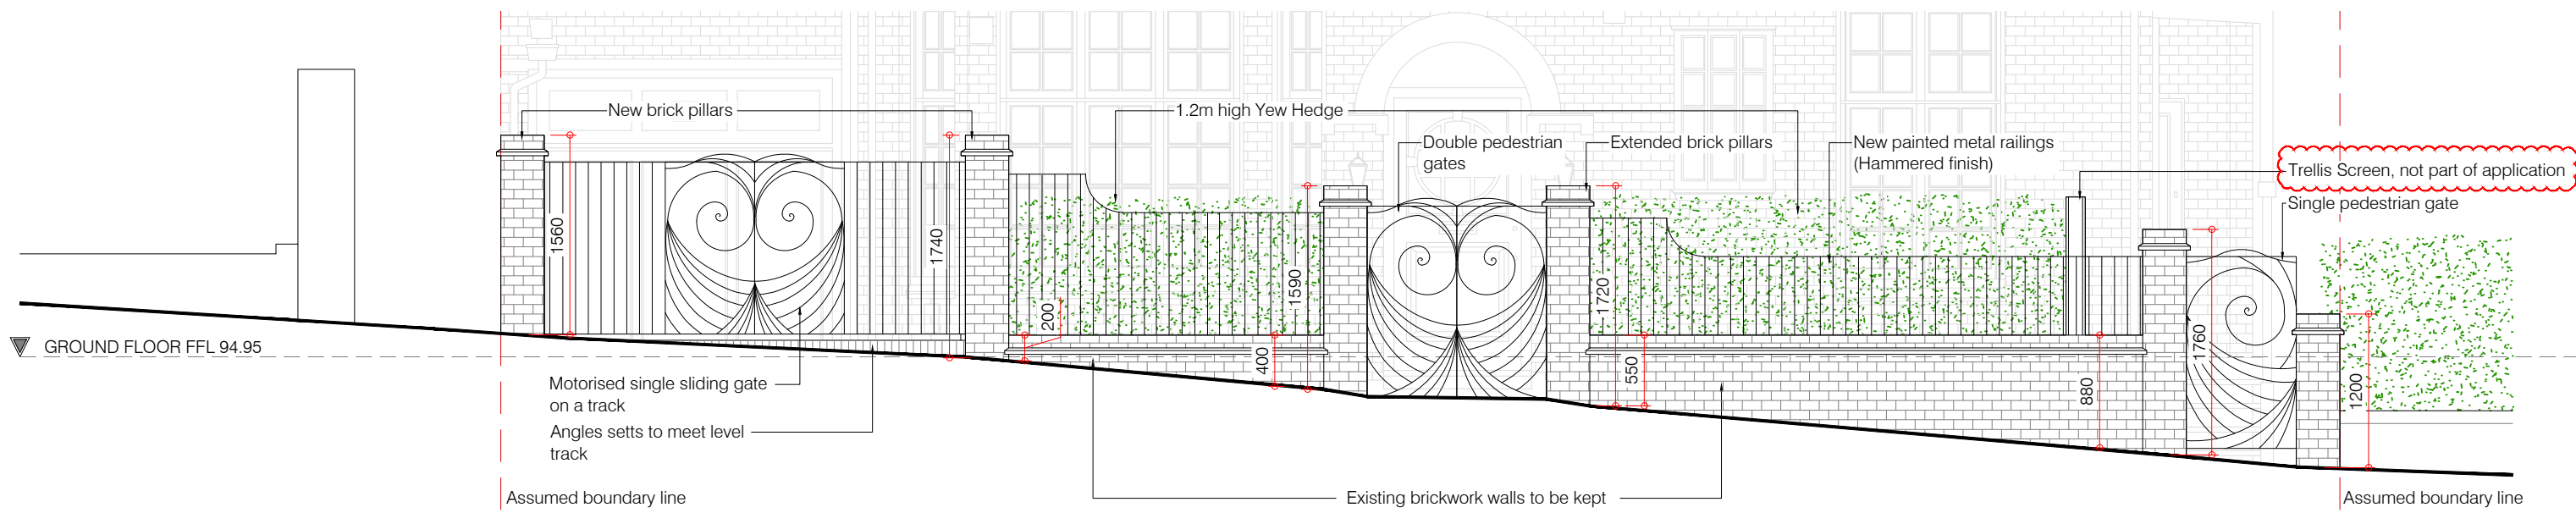 New brick pillars
1.2m high Yew Hedge
Double pedestrian
gates
Extended brick pillars
New painted metal railings
(Hammered finish)
Trellis Screen, not part of application
Single pedestrian gate
1560
1740
200
1590
400
1720
550
880
1760
1200
GROUND FLOOR FFL 94.95
Motorised single sliding gate
on a track
Angles setts to meet level
track
Assumed boundary line
Existing brickwork walls to be kept
Assumed boundary line